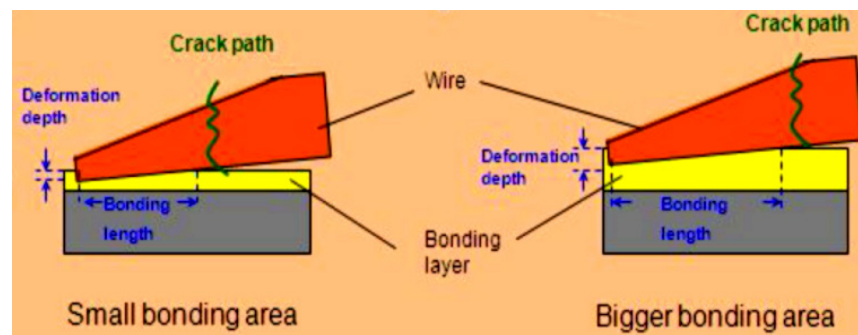 Crack path
Deformation
depth
Wire
Bonding
length
Bonding
layer
Small bonding area
Crack path
Deformation
depth
Bonding
length
Bigger bonding area